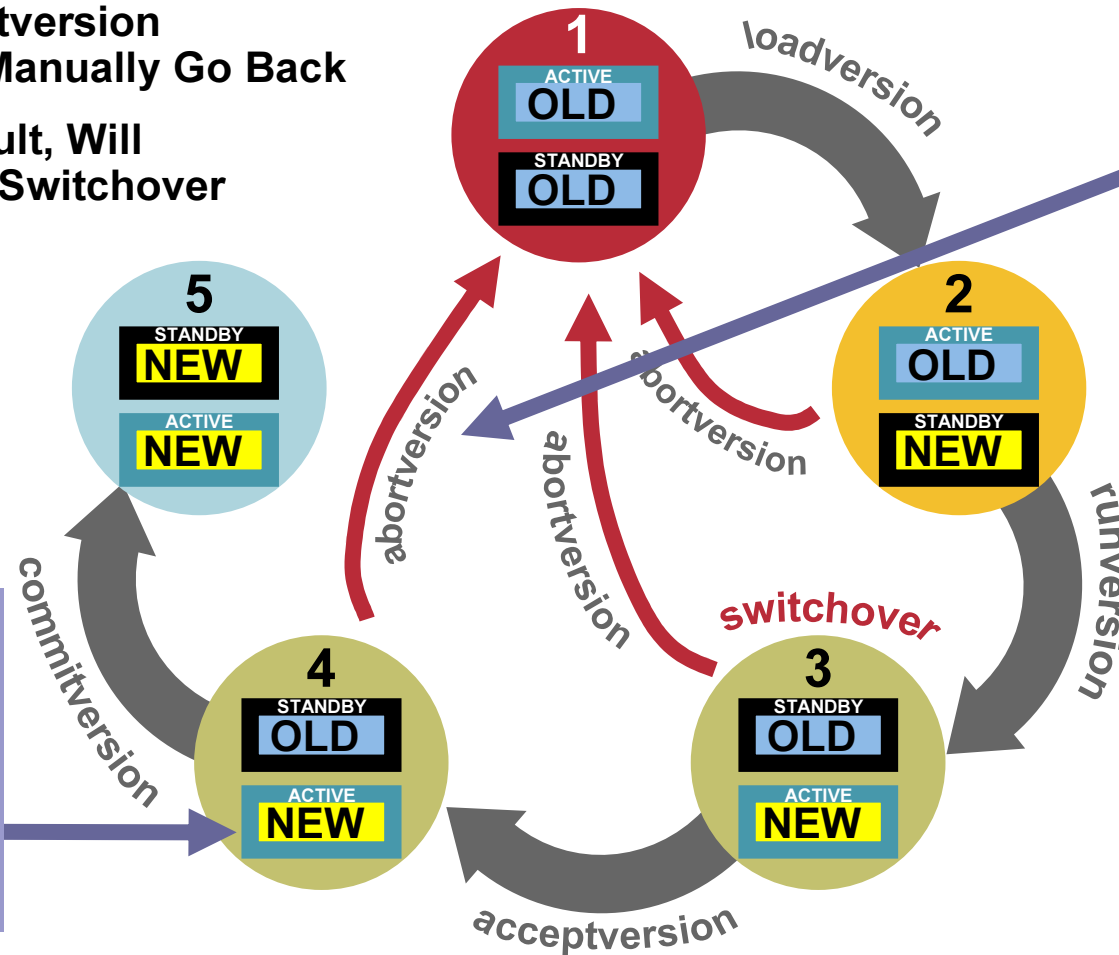 tversion
Manually Go Back
ult, Will
Switchover
1
ACTIVE
OLD
STANDBY
OLD
loadversion
5
STANDBY
NEW
ACTIVE
NEW
2
ACTIVE
OLD
STANDBY
NEW
abortversion
abortversion
abortversion
runversion
commitversion
switchover
4
STANDBY
OLD
ACTIVE
NEW
3
STANDBY
OLD
ACTIVE
NEW
acceptversion